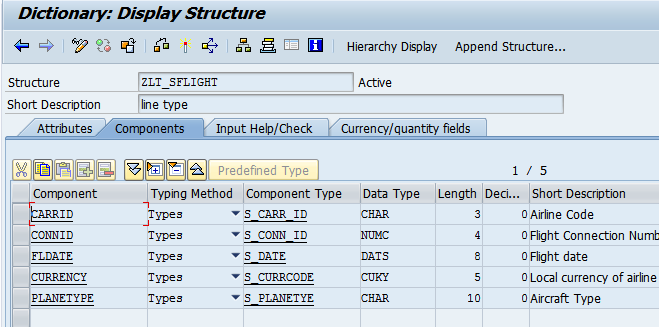 Dictionary: Display Structure
Hierarchy Display Append Structure...
Structure ZLT_SFLIGHT Active
Short Description line type
Attributes Components Input Help/Check Currency/quantity fields
Predefined Type 1 / 5
Component Typing Method Component Type Data Type Length Deci... Short Description
CARRID Types S_CARR_ID CHAR 3 0 Airline Code
CONNID Types S_CONN_ID NUMC 4 0 Flight Connection Numb
FLDATE Types S_DATE DATS 8 0 Flight date
CURRENCY Types S_CURRCODE CUKY 5 0 Local currency of airline
PLANETYPE Types S_PLANETYE CHAR 10 0 Aircraft Type